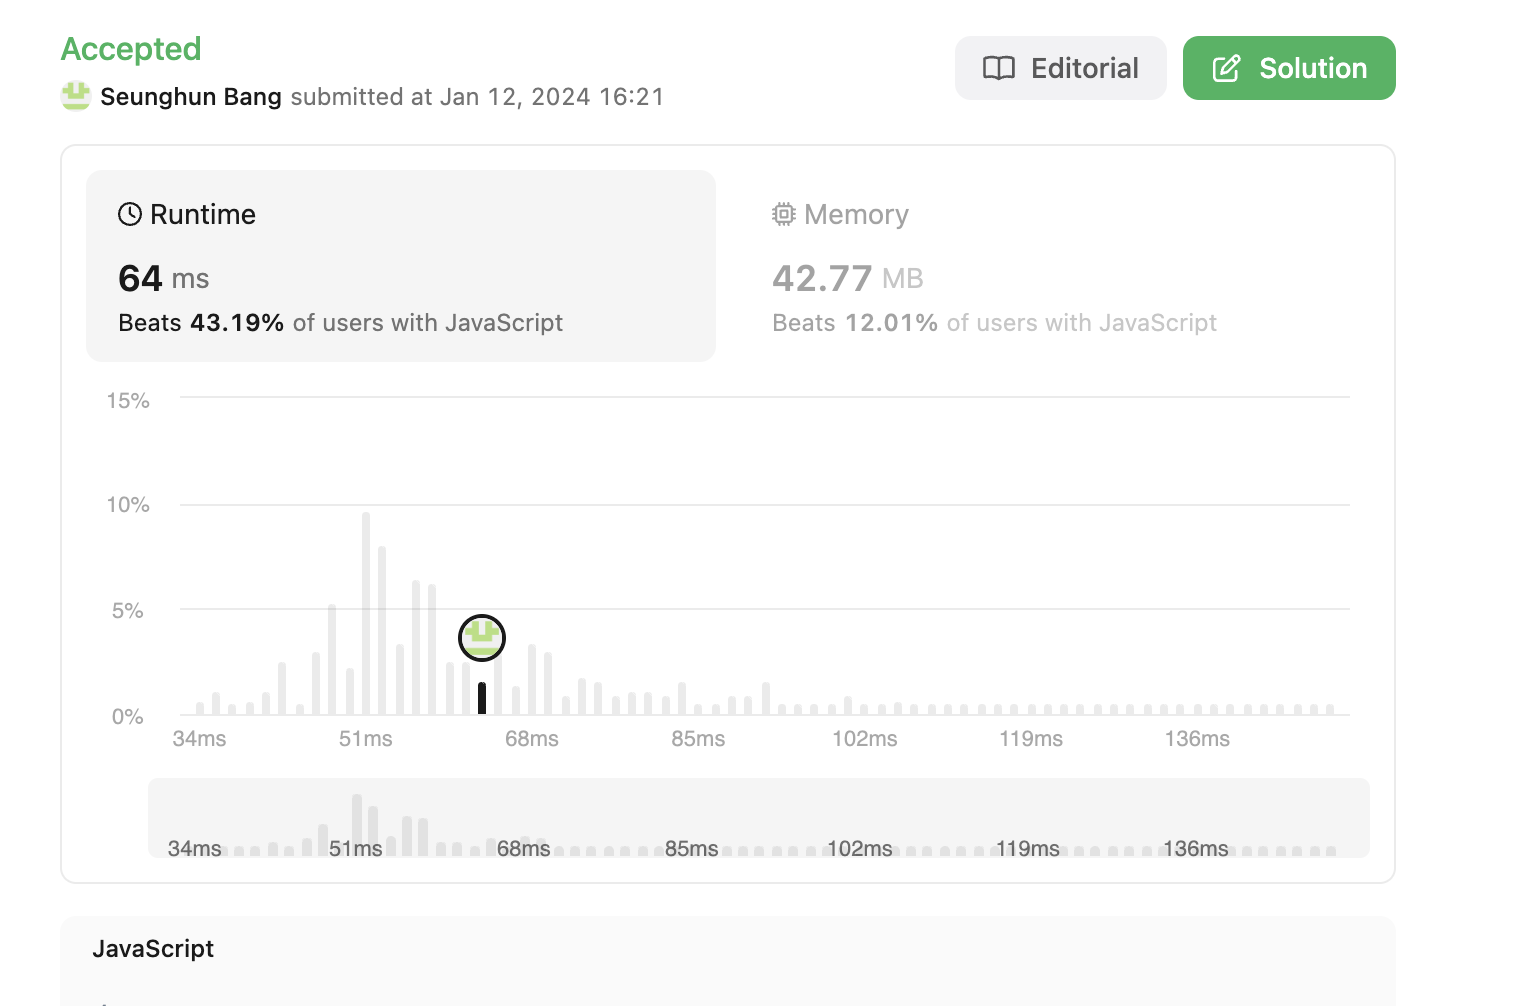 Accepted
Editorial
Solution
Seunghun Bang submitted at Jan 12, 2024 16:21
Runtime
64 ms
Beats 43.19% of users with JavaScript
Memory
42.77 MB
Beats 12.01% of users with JavaScript
15%
10%
5%
0%
34ms 51ms 68ms 85ms 102ms 119ms 136ms
34ms 51ms 68ms 85ms 102ms 119ms 136ms
JavaScript